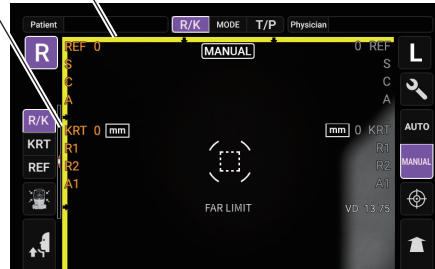 Patient
R/K MODE T/P
Physician
R
REF 0
MANUAL
0 REF
L
S
S
C
C
A
A
R/K
KRT 0 mm
mm 0 KRT
AUTO
KRT
R1
R1
REF
R2
R2
MANUAL
A1
A1
FAR LIMIT
VD 13.75